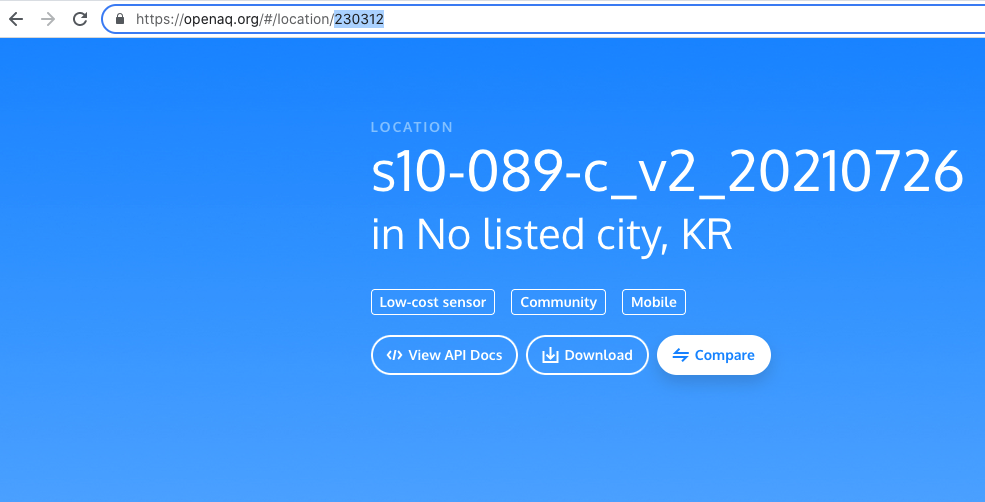 https://openaq.org/#/location/230312
LOCATION
s10-089-c_v2_20210726
in No listed city, KR
Low-cost sensor Community Mobile
</> View API Docs Download Compare